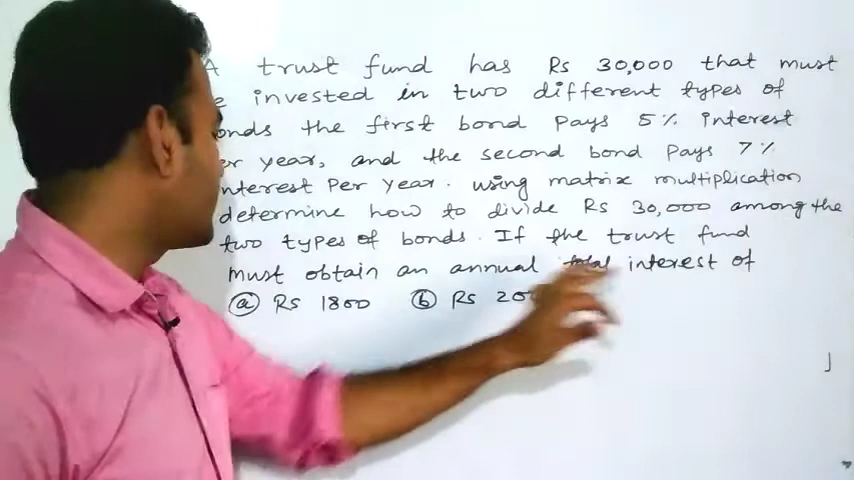 A trust fund has Rs 30,000 that must
e invested in two different types of
onds the first bond pays 5% interest
er year, and the second bond pays 7%
nterest per year. using matrix multiplication
determine how to divide Rs 30,000 among the
two types of bonds. If the trust fund
must obtain an annual total interest of
(a) Rs 1800 (b) Rs 200